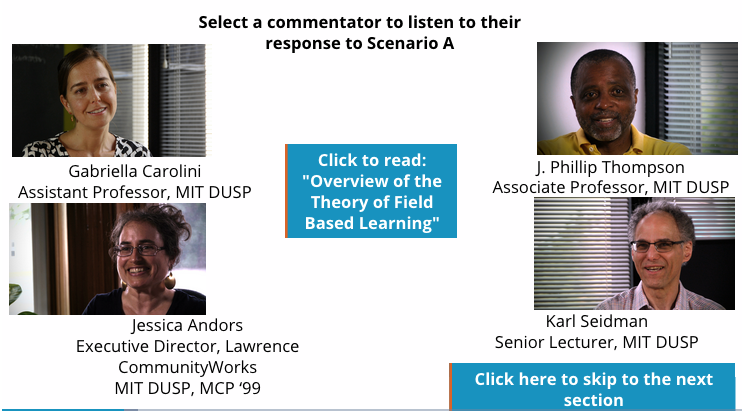 Select a commentator to listen to their
response to Scenario A
Gabriella Carolini
Assistant Professor, MIT DUSP
J. Phillip Thompson
Associate Professor, MIT DUSP
Click to read:
"Overview of the
Theory of Field
Based Learning"
Jessica Andors
Executive Director, Lawrence
CommunityWorks
MIT DUSP, MCP ‘99
Karl Seidman
Senior Lecturer, MIT DUSP
Click here to skip to the next
section